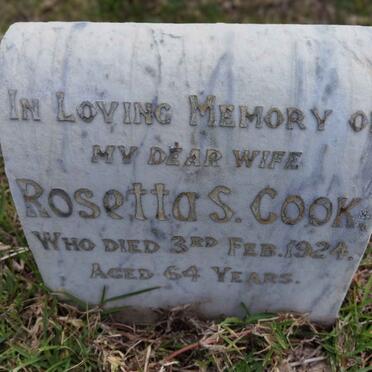 In Loving Memory of
my dear wife
Rosetta S. Cook,
Who died 3rd Feb. 1924.
Aged 64 Years.